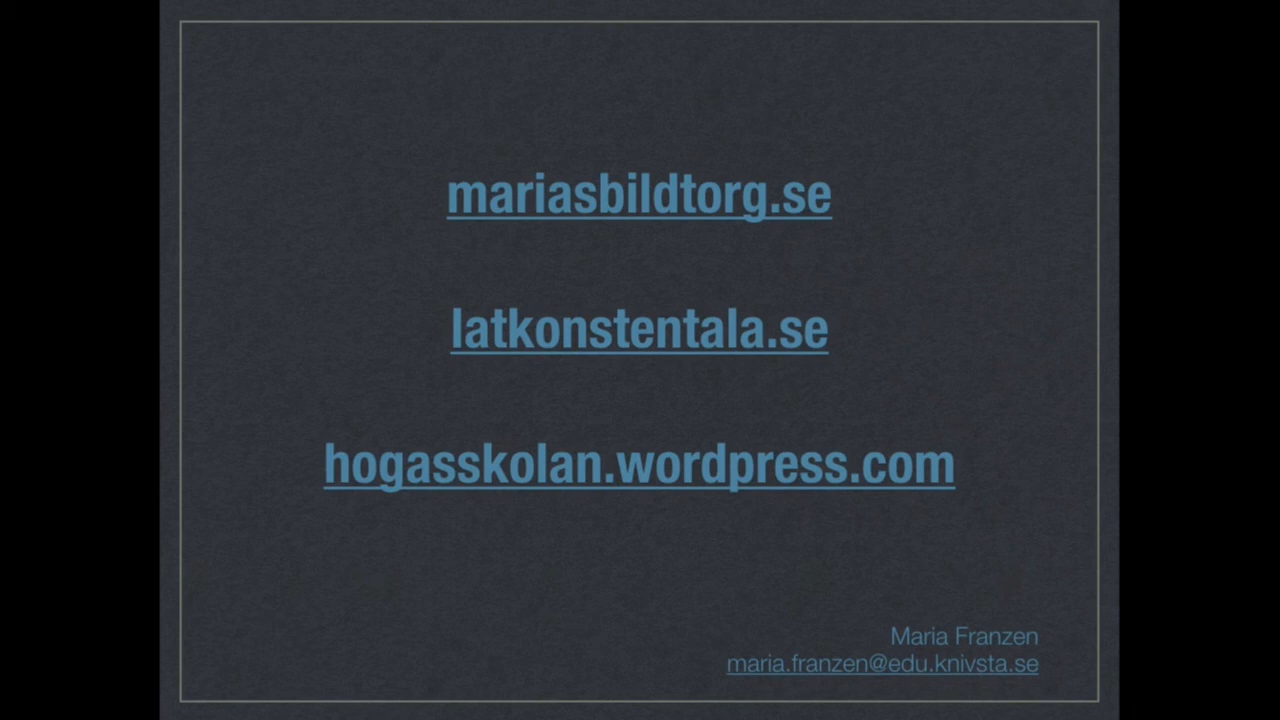 mariasbildtorg.se
latkonstentala.se
hogasskolan.wordpress.com
Maria Franzen
maria.franzen@edu.knivsta.se